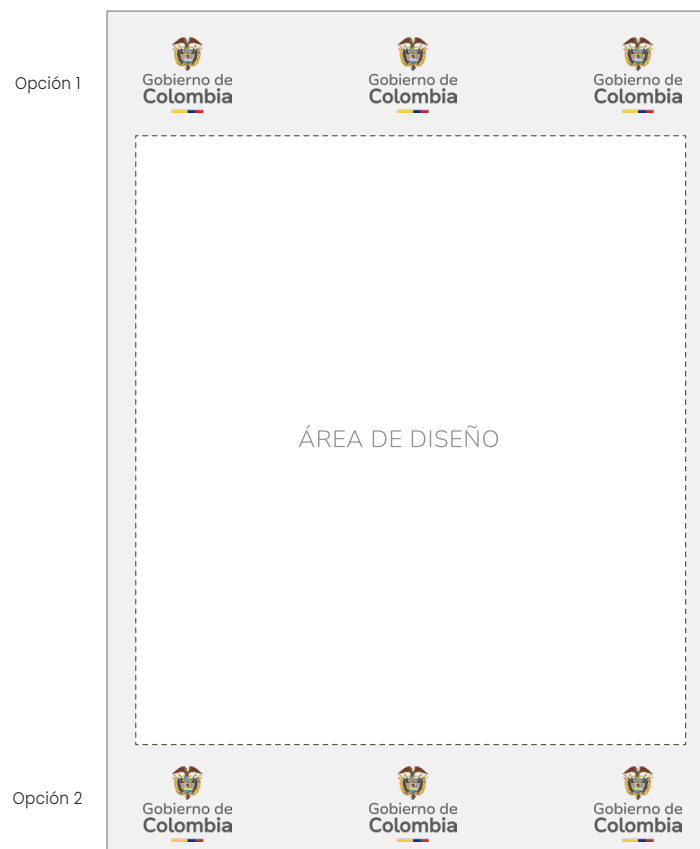 Opción 1
Gobierno de
Colombia
Gobierno de
Colombia
Gobierno de
Colombia
ÁREA DE DISEÑO
Opción 2
Gobierno de
Colombia
Gobierno de
Colombia
Gobierno de
Colombia